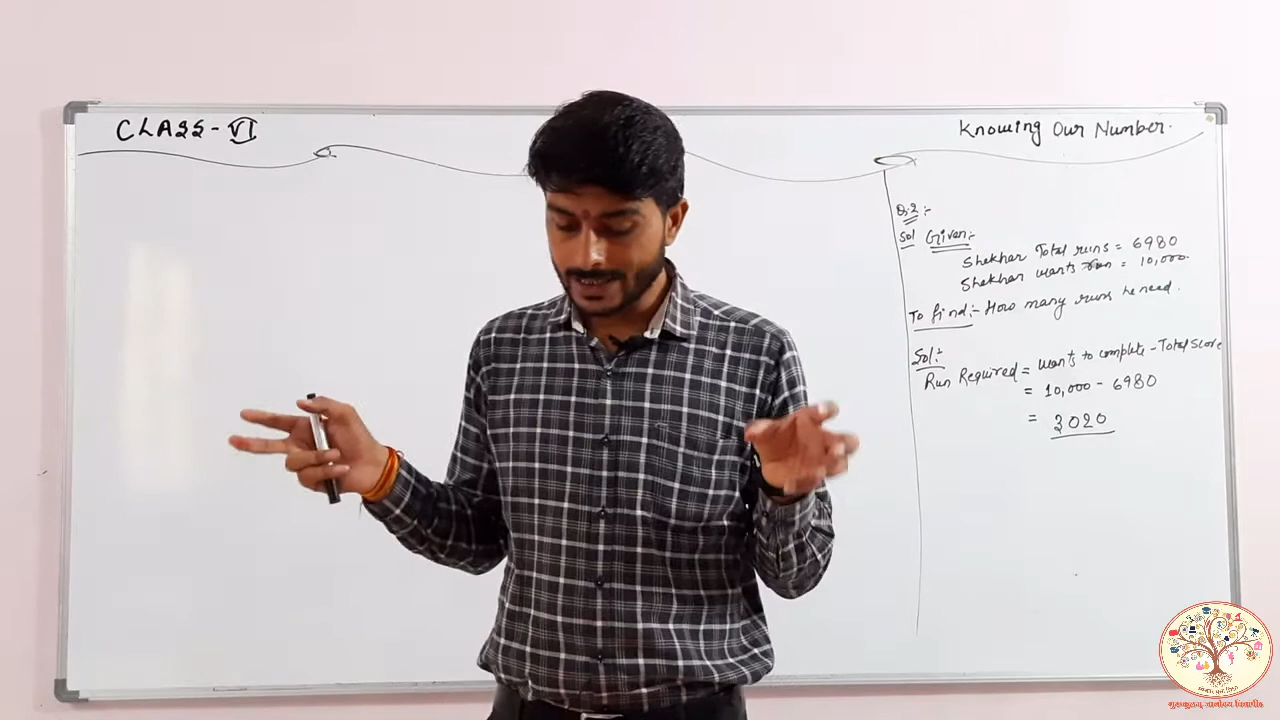 CLASS-VI
Knowing Our Number.
Q.2:-
Sol Given:-
Shekhar Total runs = 6980
Shekhar wants run = 10,000.
To find:- How many runs he need.
Sol:-
Run Required = wants to complete - Total Score
= 10,000 - 6980
= 3020